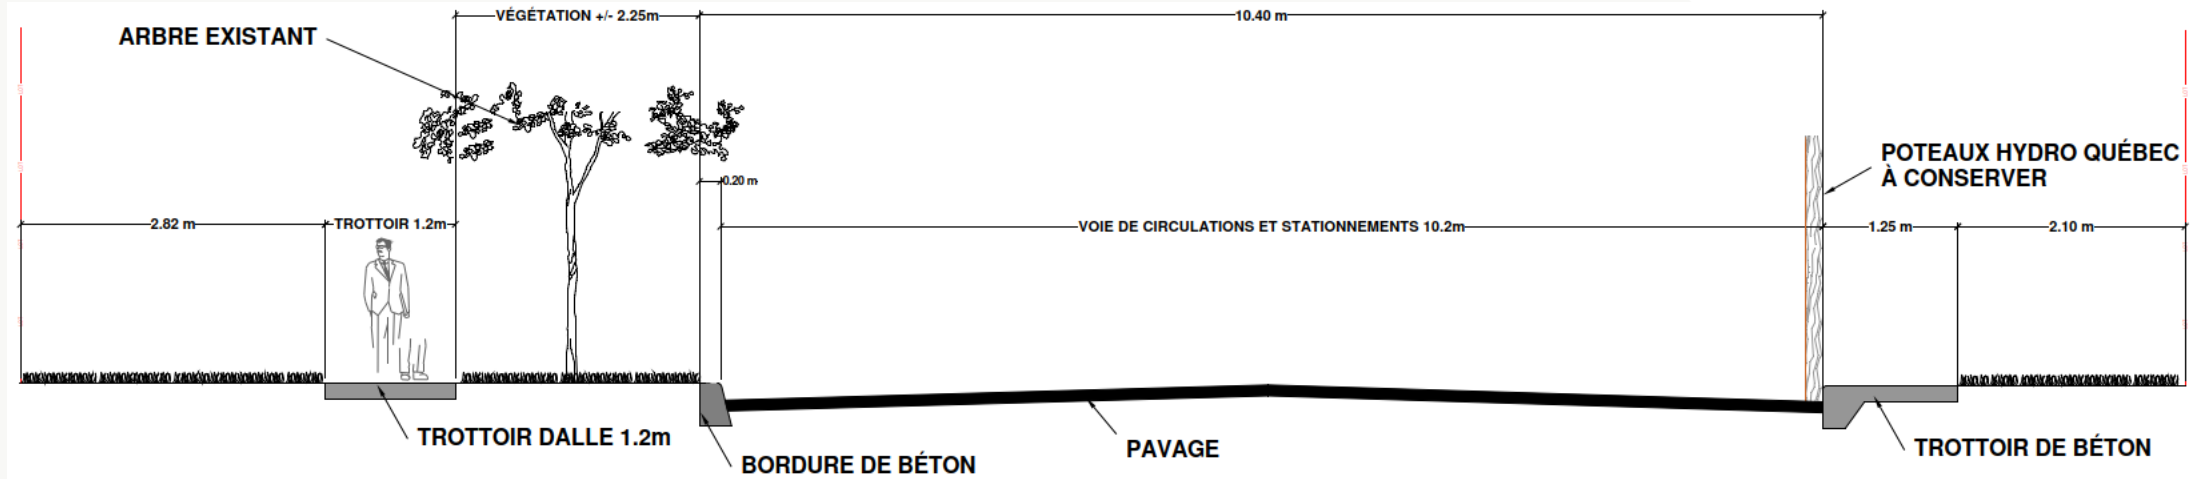 VÉGÉTATION +/- 2.25m
10.40 m
ARBRE EXISTANT
POTEAUX HYDRO QUÉBEC
À CONSERVER
0.20 m
2.82 m
TROTTOIR 1.2m
VOIE DE CIRCULATIONS ET STATIONNEMENTS 10.2m
1.25 m
2.10 m
TROTTOIR DALLE 1.2m
BORDURE DE BÉTON
PAVAGE
TROTTOIR DE BÉTON